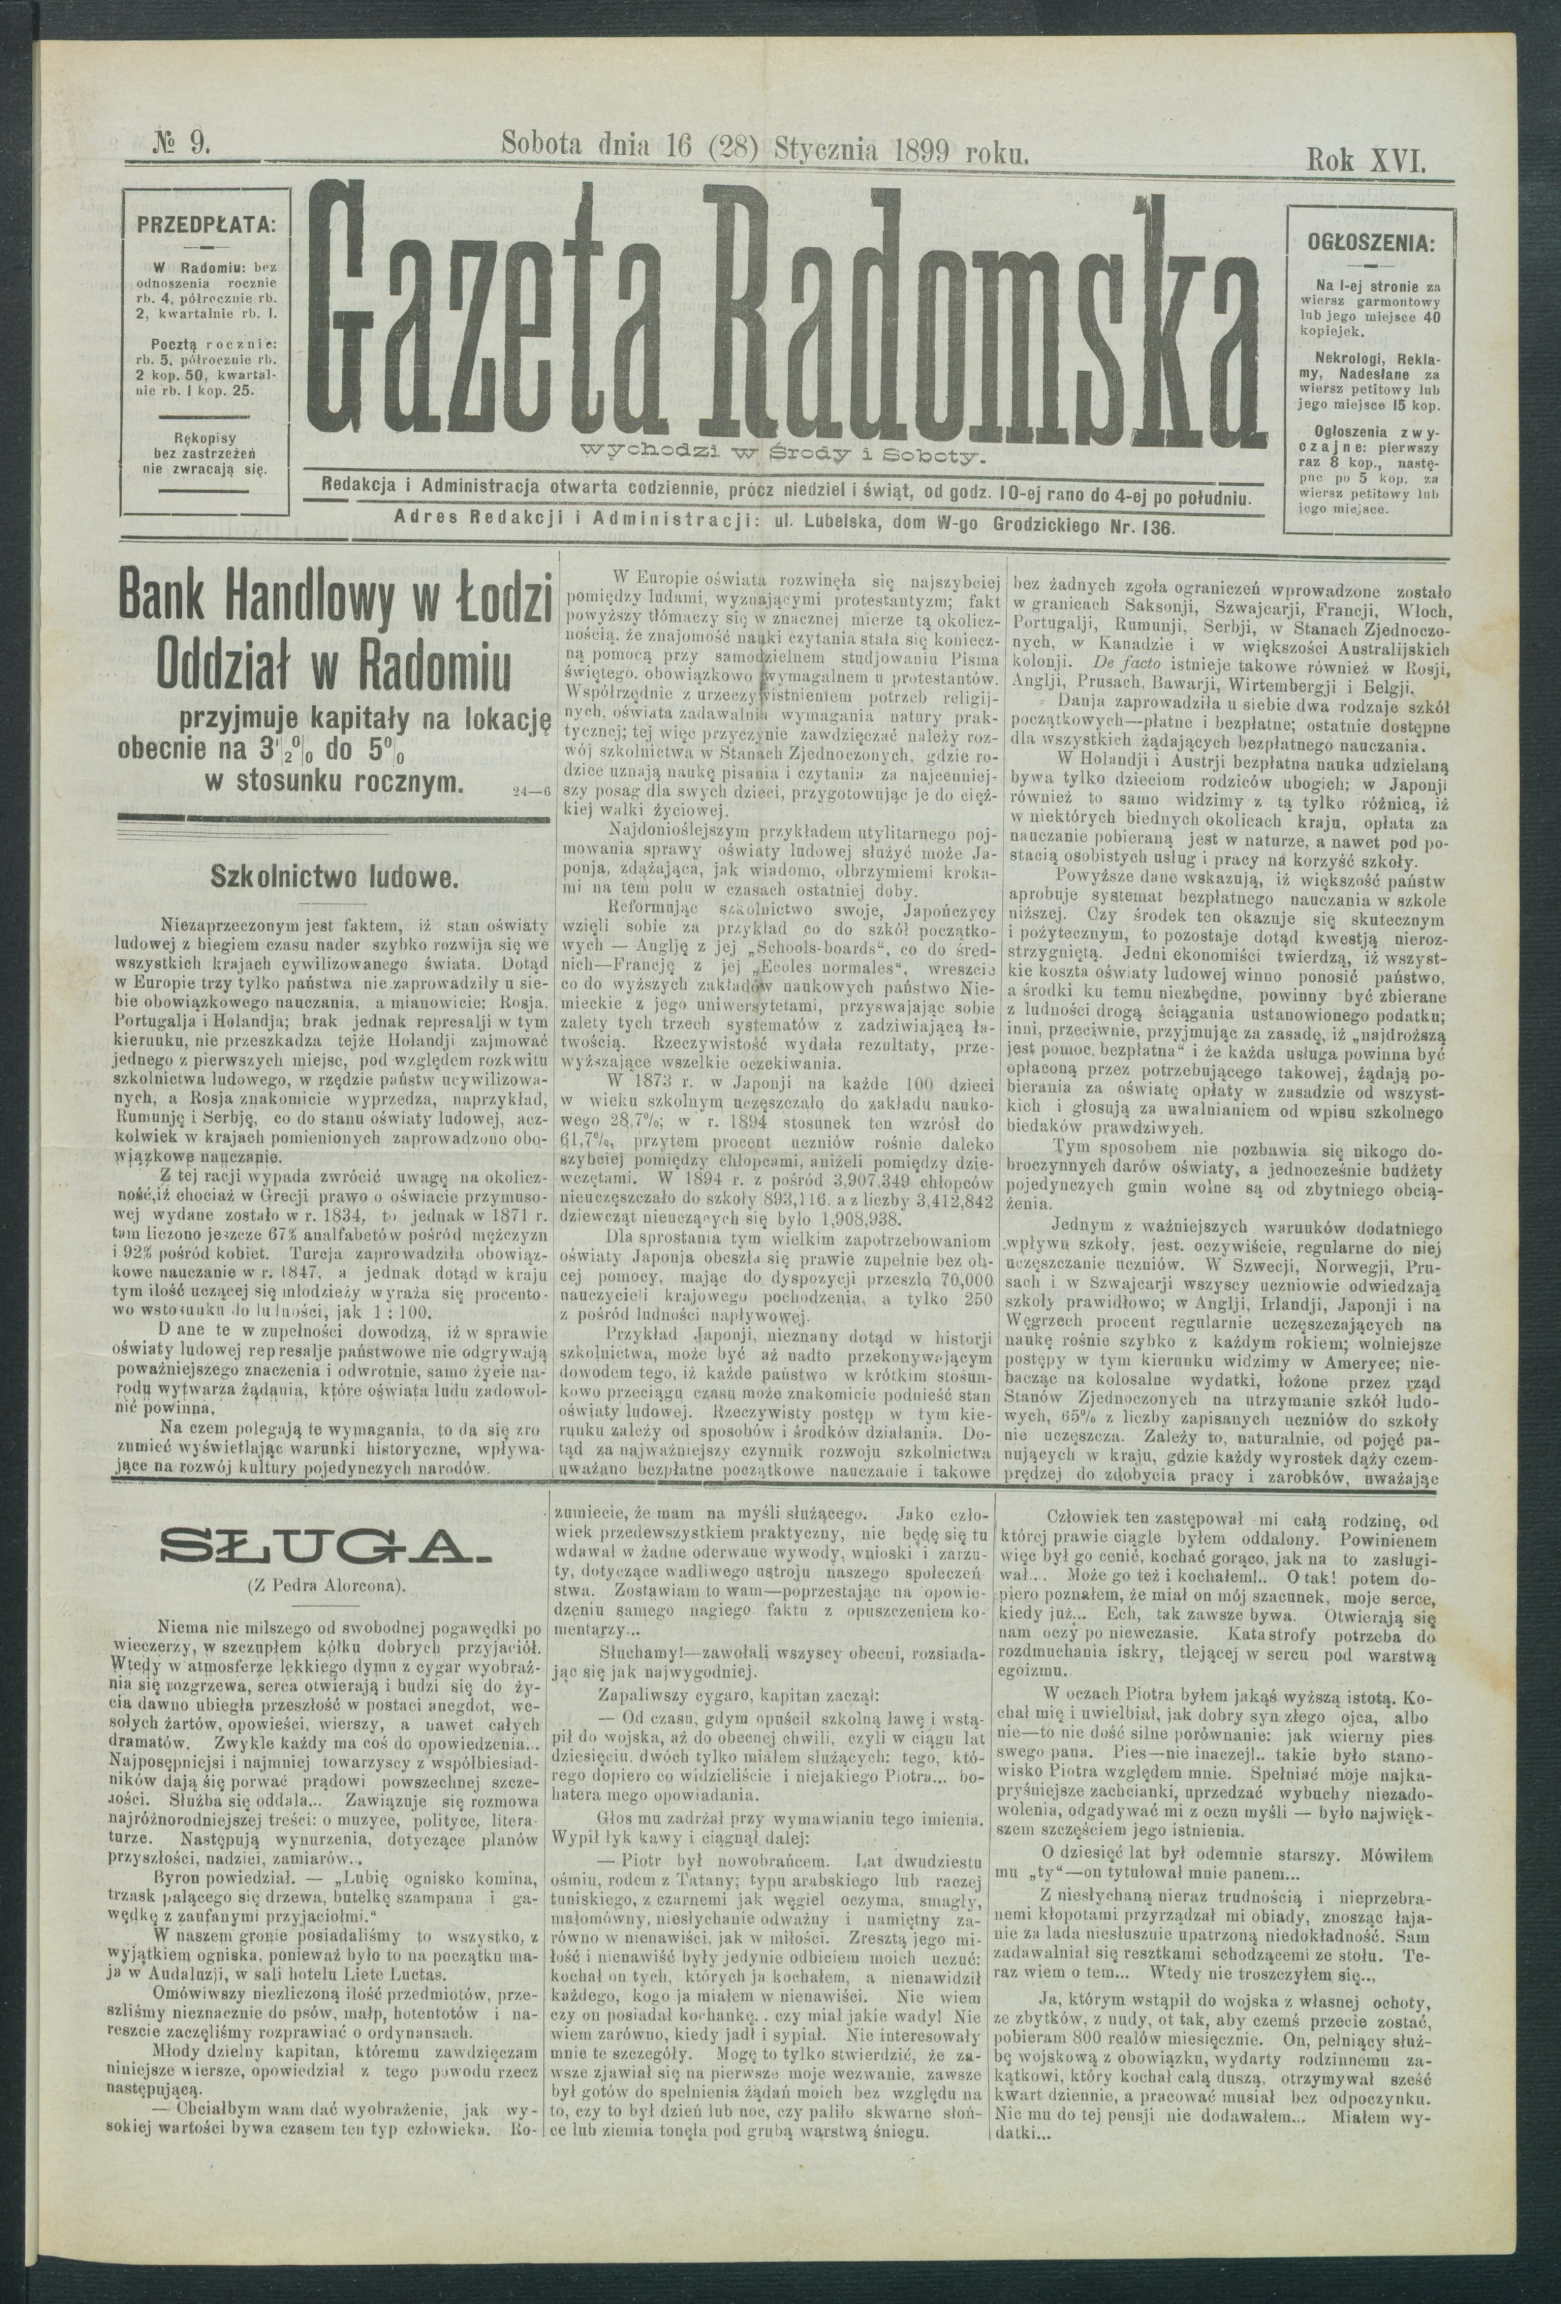 № 9.
Sobota dnia 16 (28) Stycznia 1899 roku.
Rok XVI.
PRZEDPŁATA:
W Radomiu: bez
odnoszenia rocznie
rb. 4, półrocznie rb.
2, kwartalnie rb. 1.
Pocztą rocznie:
rb. 5, półrocznie rb.
2 kop. 50, kwartal-
nie rb. 1 kop. 25.
Rękopisy
bez zastrzeżeń
nie zwracają się.
Gazeta Radomska
wychodzi w Środy i Soboty.
Redakcja i Administracja otwarta codziennie, prócz niedziel i świąt, od godz. 10-ej rano do 4-ej po południu.
Adres Redakcji i Administracji: ul. Lubelska, dom W-go Grodzickiego Nr. 136.
OGŁOSZENIA:
Na I-ej stronie za
wiersz garmontowy
lub jego miejsce 40
kopiejek.
Nekrologi, Rekla-
my, Nadesłane za
wiersz petitowy lub
jego miejsce 15 kop.
Ogłoszenia zwy-
czajne: pierwszy
raz 8 kop., nastę-
pne po 5 kop. za
wiersz petitowy lub
jego miejsce.
Bank Handlowy w Łodzi
Oddział w Radomiu
przyjmuje kapitały na lokację
obecnie na 3½% do 5%
w stosunku rocznym.
24—6
Szkolnictwo ludowe.
Niezaprzeczonym jest faktem, iż stan oświaty
ludowej z biegiem czasu nader szybko rozwija się we
wszystkich krajach cywilizowanego świata. Dotąd
w Europie trzy tylko państwa nie zaprowadziły u sie-
bie obowiązkowego nauczania, a mianowicie: Rosja,
Portugalja i Holandja; brak jednak represalji w tym
kierunku, nie przeszkadza tejże Holandji zajmować
jednego z pierwszych miejsc, pod względem rozkwitu
szkolnictwa ludowego, w rzędzie państw ucywilizowa-
nych, a Rosja znakomicie wyprzedza, naprzykład,
Rumunję i Serbję, co do stanu oświaty ludowej, acz-
kolwiek w krajach pomienionych zaprowadzono obo-
wiązkowe nauczanie.
Z tej racji wypada zwrócić uwagę na okolicz-
ność, iż chociaż w Grecji prawo o oświacie przymuso-
wej wydane zostało w r. 1834, to jednak w 1871 r.
tam liczono jeszcze 67% analfabetów pośród mężczyzn
i 92% pośród kobiet. Turcja zaprowadziła obowiąz-
kowe nauczanie w r. 1847, a jednak dotąd w kraju
tym ilość uczącej się młodzieży wyraża się procento-
wo wstosunku do ludności, jak 1 : 100.
Dane te w zupełności dowodzą, iż w sprawie
oświaty ludowej represalje państwowe nie odgrywają
poważniejszego znaczenia i odwrotnie, samo życie na-
rodu wytwarza żądania, które oświata ludu zadowol-
nić powinna.
Na czem polegają te wymagania, to da się zro
zumieć wyświetlając warunki historyczne, wpływa-
jące na rozwój kultury pojedynczych narodów.
W Europie oświata rozwinęła się najszybciej
pomiędzy ludami, wyznającymi protestantyzm; fakt
powyższy tłómaczy się w znacznej mierze tą okolicz-
nością, że znajomość nauki czytania stała się koniecz-
ną pomocą przy samodzielnem studjowaniu Pisma
świętego, obowiązkowo wymagalnem u protestantów.
Współrzędnie z urzeczywistnieniem potrzeb religij-
nych, oświata zadawalnia wymagania natury prak-
tycznej; tej więc przyczynie zawdzięczać należy roz-
wój szkolnictwa w Stanach Zjednoczonych, gdzie ro-
dzice uznają naukę pisania i czytania za najcenniej-
szy posag dla swych dzieci, przygotowując je do cięż-
kiej walki życiowej.
Najdonioślejszym przykładem utylitarnego poj-
mowania sprawy oświaty ludowej służyć może Ja-
ponja, zdążająca, jak wiadomo, olbrzymiemi kroka-
mi na tem polu w czasach ostatniej doby.
Reformując szkolnictwo swoje, Japończycy
wzięli sobie za przykład co do szkół początko-
wych — Anglję z jej „Schools-boards“, co do śred-
nich—Francję z jej „Ecoles normales“, wreszcie
co do wyższych zakładów naukowych państwo Nie-
mieckie z jego uniwersytetami, przyswajając sobie
zalety tych trzech systematów z zadziwiającą ła-
twością. Rzeczywistość wydała rezultaty, prze-
wyższające wszelkie oczekiwania.
W 1873 r. w Japonji na każde 100 dzieci
w wieku szkolnym uczęszczało do zakładu nauko-
wego 28,7%; w r. 1894 stosunek ten wzrósł do
61,7%, przytem procent uczniów rośnie daleko
szybciej pomiędzy chłopcami, aniżeli pomiędzy dzie-
wczętami. W 1894 r. z pośród 3,907,349 chłopców
nieuczęszczało do szkoły 893,116, a z liczby 3,412,842
dziewcząt nieuczących się było 1,908,938.
Dla sprostania tym wielkim zapotrzebowaniom
oświaty Japonja obeszła się prawie zupełnie bez ob-
cej pomocy, mając do dyspozycji przeszło 70,000
nauczycieli krajowego pochodzenia, a tylko 250
z pośród ludności napływowej.
Przykład Japonji, nieznany dotąd w historji
szkolnictwa, może być aż nadto przekonywającym
dowodem tego, iż każde państwo w krótkim stosun-
kowo przeciągu czasu może znakomicie podnieść stan
oświaty ludowej. Rzeczywisty postęp w tym kie-
runku zależy od sposobów i środków działania. Do-
tąd za najważniejszy czynnik rozwoju szkolnictwa
uważano bezpłatne początkowe nauczanie i takowe
bez żadnych zgoła ograniczeń wprowadzone zostało
w granicach Saksonji, Szwajcarji, Francji, Włoch,
Portugalji, Rumunji, Serbji, w Stanach Zjednoczo-
nych, w Kanadzie i w większości Australijskich
kolonji. De facto istnieje takowe również w Rosji,
Anglji, Prusach, Bawarji, Wirtembergji i Belgji.
Danja zaprowadziła u siebie dwa rodzaje szkół
początkowych—płatne i bezpłatne; ostatnie dostępne
dla wszystkich żądających bezpłatnego nauczania.
W Holandji i Austrji bezpłatna nauka udzielaną
bywa tylko dzieciom rodziców ubogich; w Japonji
również to samo widzimy z tą tylko różnicą, iż
w niektórych biednych okolicach kraju, opłata za
nauczanie pobieraną jest w naturze, a nawet pod po-
stacią osobistych usług i pracy na korzyść szkoły.
Powyższe dane wskazują, iż większość państw
aprobuje systemat bezpłatnego nauczania w szkole
niższej. Czy środek ten okazuje się skutecznym
i pożytecznym, to pozostaje dotąd kwestją nieroz-
strzygniętą. Jedni ekonomiści twierdzą, iż wszyst-
kie koszta oświaty ludowej winno ponosić państwo,
a środki ku temu niezbędne, powinny być zbierane
z ludności drogą ściągania ustanowionego podatku;
inni, przeciwnie, przyjmując za zasadę, iż „najdroższą
jest pomoc bezpłatna“ i że każda usługa powinna być
opłaconą przez potrzebującego takowej, żądają po-
bierania za oświatę opłaty w zasadzie od wszyst-
kich i głosują za uwalnianiem od wpisu szkolnego
biedaków prawdziwych.
Tym sposobem nie pozbawia się nikogo do-
broczynnych darów oświaty, a jednocześnie budżety
pojedynczych gmin wolne są od zbytniego obcią-
żenia.
Jednym z ważniejszych warunków dodatniego
wpływu szkoły, jest, oczywiście, regularne do niej
uczęszczanie uczniów. W Szwecji, Norwegji, Pru-
sach i w Szwajcarji wszyscy uczniowie odwiedzają
szkoły prawidłowo; w Anglji, Irlandji, Japonji i na
Węgrzech procent regularnie uczęszczających na
naukę rośnie szybko z każdym rokiem; wolniejsze
postępy w tym kierunku widzimy w Ameryce; nie-
bacząc na kolosalne wydatki, łożone przez rząd
Stanów Zjednoczonych na utrzymanie szkół ludo-
wych, 65% z liczby zapisanych uczniów do szkoły
nie uczęszcza. Zależy to, naturalnie, od pojęć pa-
nujących w kraju, gdzie każdy wyrostek dąży czem-
prędzej do zdobycia pracy i zarobków, uważając
SŁUGA.
(Z Pedra Alorcona).
Niema nic milszego od swobodnej pogawędki po
wieczerzy, w szczupłem kółku dobrych przyjaciół.
Wtedy w atmosferze lekkiego dymu z cygar wyobraź-
nia się rozgrzewa, serca otwierają i budzi się do ży-
cia dawno ubiegła przeszłość w postaci anegdot, we-
sołych żartów, opowieści, wierszy, a nawet całych
dramatów. Zwykle każdy ma coś do opowiedzenia...
Najposępniejsi i najmniej towarzyscy z współbiesiad-
ników dają się porwać prądowi powszechnej szcze-
rości. Służba się oddala... Zawiązuje się rozmowa
najróżnorodniejszej treści: o muzyce, polityce, litera-
turze. Następują wynurzenia, dotyczące planów
przyszłości, nadziei, zamiarów...
Byron powiedział. — „Lubię ognisko komina,
trzask palącego się drzewa, butelkę szampana i ga-
wędkę z zaufanymi przyjaciołmi.“
W naszem gronie posiadaliśmy to wszystko, z
wyjątkiem ogniska, ponieważ było to na początku ma-
ja w Andaluzji, w sali hotelu Liete Luctas.
Omówiwszy niezliczoną ilość przedmiotów, prze-
szliśmy nieznacznie do psów, małp, hotentotów i na-
reszcie zaczęliśmy rozprawiać o ordynansach.
Młody dzielny kapitan, któremu zawdzięczam
niniejsze wiersze, opowiedział z tego powodu rzecz
następującą.
— Chciałbym wam dać wyobrażenie, jak wy-
sokiej wartości bywa czasem ten typ człowieka. Ro-
zumiecie, że mam na myśli służącego. Jako czło-
wiek przedewszystkiem praktyczny, nie będę się tu
wdawał w żadne oderwane wywody, wnioski i zarzu-
ty, dotyczące wadliwego ustroju naszego społeczeń
stwa. Zostawiam to wam—poprzestając na opowie-
dzeniu samego nagiego faktu z opuszczeniem ko-
mentarzy...
Słuchamy!—zawołali wszyscy obecni, rozsiada-
jąc się jak najwygodniej.
Zapaliwszy cygaro, kapitan zaczął:
— Od czasu, gdym opuścił szkolną ławę i wstą-
pił do wojska, aż do obecnej chwili, czyli w ciągu lat
dziesięciu, dwóch tylko miałem służących: tego, któ-
rego dopiero co widzieliście i niejakiego Piotra... bo-
hatera mego opowiadania.
Głos mu zadrżał przy wymawianiu tego imienia.
Wypił łyk kawy i ciągnął dalej:
— Piotr był nowobrańcem. Lat dwudziestu
ośmiu, rodem z Tatany; typu arabskiego lub raczej
tuniskiego, z czarnemi jak węgiel oczyma, smagły,
małomówny, niesłychanie odważny i namiętny za-
równo w nienawiści, jak w miłości. Zresztą jego mi-
łość i nienawiść były jedynie odbiciem moich uczuć:
kochał on tych, których ja kochałem, a nienawidził
każdego, kogo ja miałem w nienawiści. Nie wiem
czy on posiadał kochankę.. czy miał jakie wady! Nie
wiem zarówno, kiedy jadł i sypiał. Nie interesowały
mnie te szczegóły. Mogę to tylko stwierdzić, że za-
wsze zjawiał się na pierwsze moje wezwanie, zawsze
był gotów do spełnienia żądań moich bez względu na
to, czy to był dzień lub noc, czy paliło skwarne słoń-
ce lub ziemia tonęła pod grubą warstwą śniegu.
Człowiek ten zastępował mi całą rodzinę, od
której prawie ciągle byłem oddalony. Powinienem
więc był go cenić, kochać gorąco, jak na to zasługi-
wał... Może go też i kochałem!.. O tak! potem do-
piero poznałem, że miał on mój szacunek, moje serce,
kiedy już... Ech, tak zawsze bywa. Otwierają się
nam oczy po niewczasie. Katastrofy potrzeba do
rozdmuchania iskry, tlejącej w sercu pod warstwą
egoizmu.
W oczach Piotra byłem jakąś wyższą istotą. Ko-
chał mię i uwielbiał, jak dobry syn złego ojca, albo
nie—to nie dość silne porównanie: jak wierny pies
swego pana. Pies—nie inaczej!.. takie było stano-
wisko Piotra względem mnie. Spełniać moje najka-
pryśniejsze zachcianki, uprzedzać wybuchy niezado-
wolenia, odgadywać mi z oczu myśli — było najwięk-
szem szczęściem jego istnienia.
O dziesięć lat był odemnie starszy. Mówiłem
mu „ty“—on tytułował mnie panem...
Z niesłychaną nieraz trudnością i nieprzebra-
nemi kłopotami przyrządzał mi obiady, znosząc łaja-
nie za lada niesłusznie upatrzoną niedokładność. Sam
zadawalniał się resztkami schodzącemi ze stołu. Te-
raz wiem o tem... Wtedy nie troszczyłem się...
Ja, którym wstąpił do wojska z własnej ochoty,
ze zbytków, z nudy, ot tak, aby czemś przecie zostać,
pobieram 800 realów miesięcznie. On, pełniący służ-
bę wojskową z obowiązku, wydarty rodzinnemu za-
kątkowi, który kochał całą duszą, otrzymywał sześć
kwart dziennie, a pracować musiał bez odpoczynku.
Nic mu do tej pensji nie dodawałem... Miałem wy-
datki...